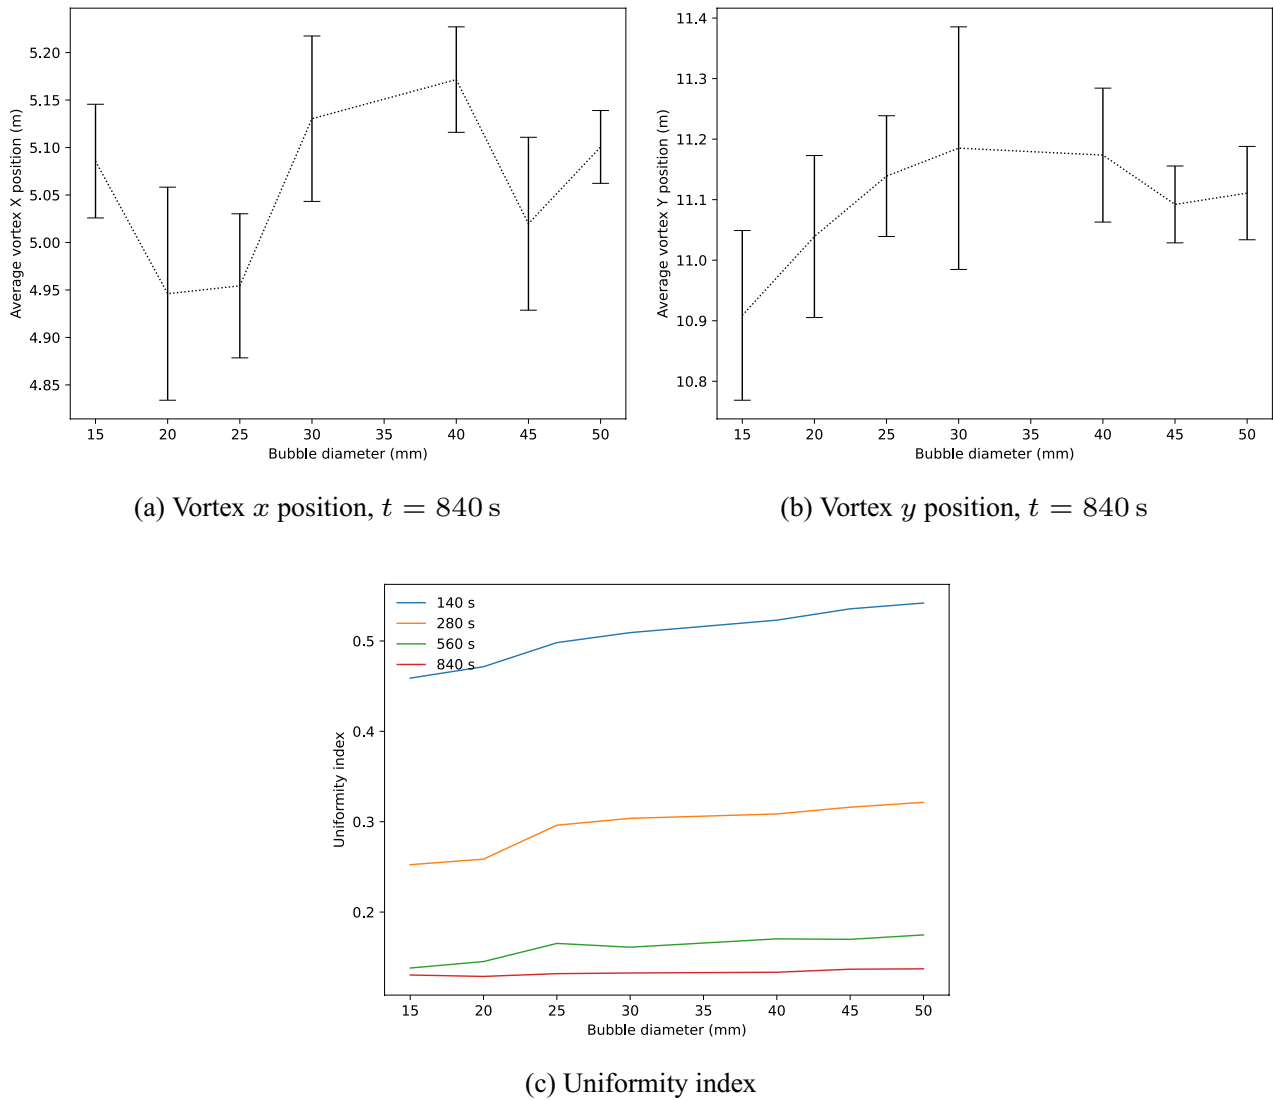 Average vortex X position (m)
5.20
5.15
5.10
5.05
5.00
4.95
4.90
4.85
15 20 25 30 35 40 45 50
Bubble diameter (mm)
(a) Vortex x position, t = 840 s
Average vortex Y position (m)
11.4
11.3
11.2
11.1
11.0
10.9
10.8
15 20 25 30 35 40 45 50
Bubble diameter (mm)
(b) Vortex y position, t = 840 s
Uniformity index
0.5
0.4
0.3
0.2
140 s
280 s
560 s
840 s
15 20 25 30 35 40 45 50
Bubble diameter (mm)
(c) Uniformity index